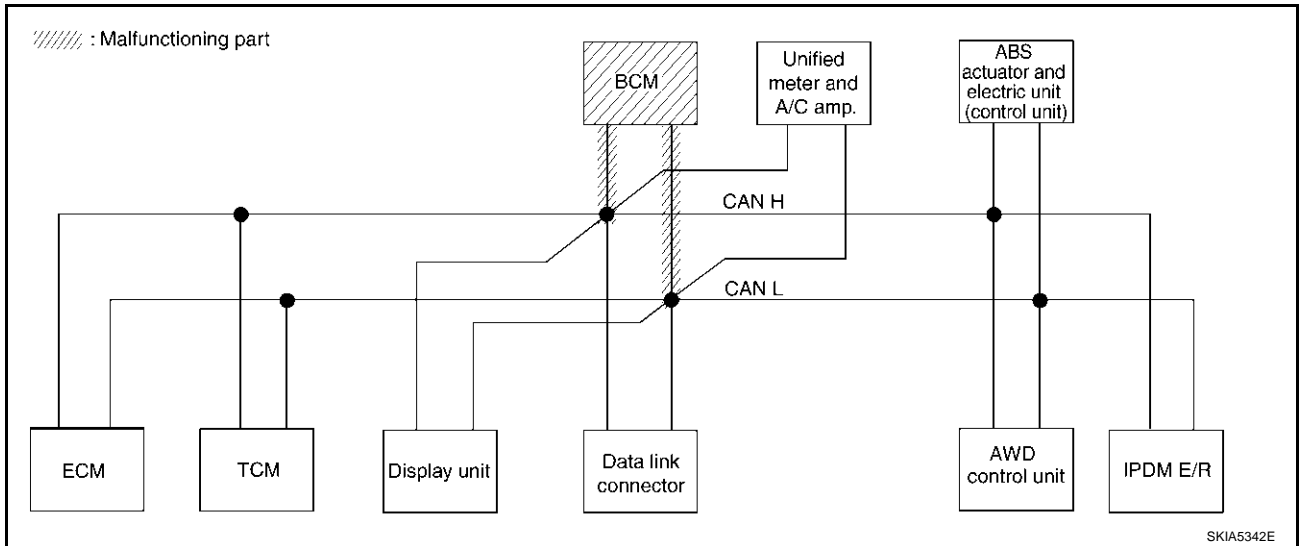 : Malfunctioning part
BCM
Unified
meter and
A/C amp.
ABS
actuator and
electric unit
(control unit)
CAN H
CAN L
ECM
TCM
Display unit
Data link
connector
AWD
control unit
IPDM E/R
SKIA5342E